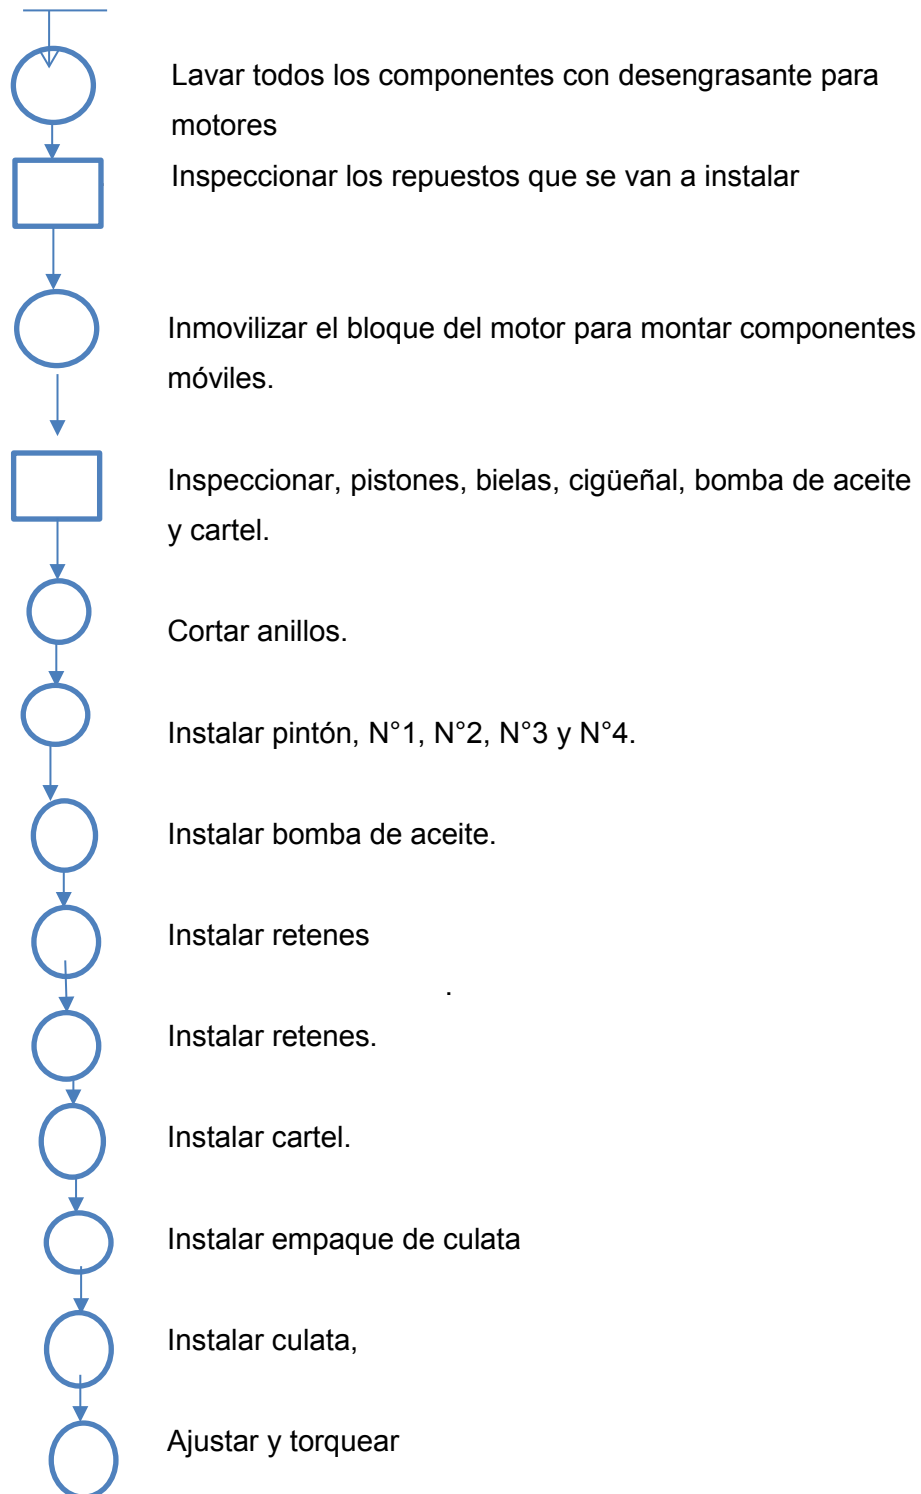 Lavar todos los componentes con desengrasante para
motores
Inspeccionar los repuestos que se van a instalar
Inmovilizar el bloque del motor para montar componentes
móviles.
Inspeccionar, pistones, bielas, cigüeñal, bomba de aceite
y cartel.
Cortar anillos.
Instalar pintón, N°1, N°2, N°3 y N°4.
Instalar bomba de aceite.
Instalar retenes
.
Instalar retenes.
Instalar cartel.
Instalar empaque de culata
Instalar culata,
Ajustar y torquear